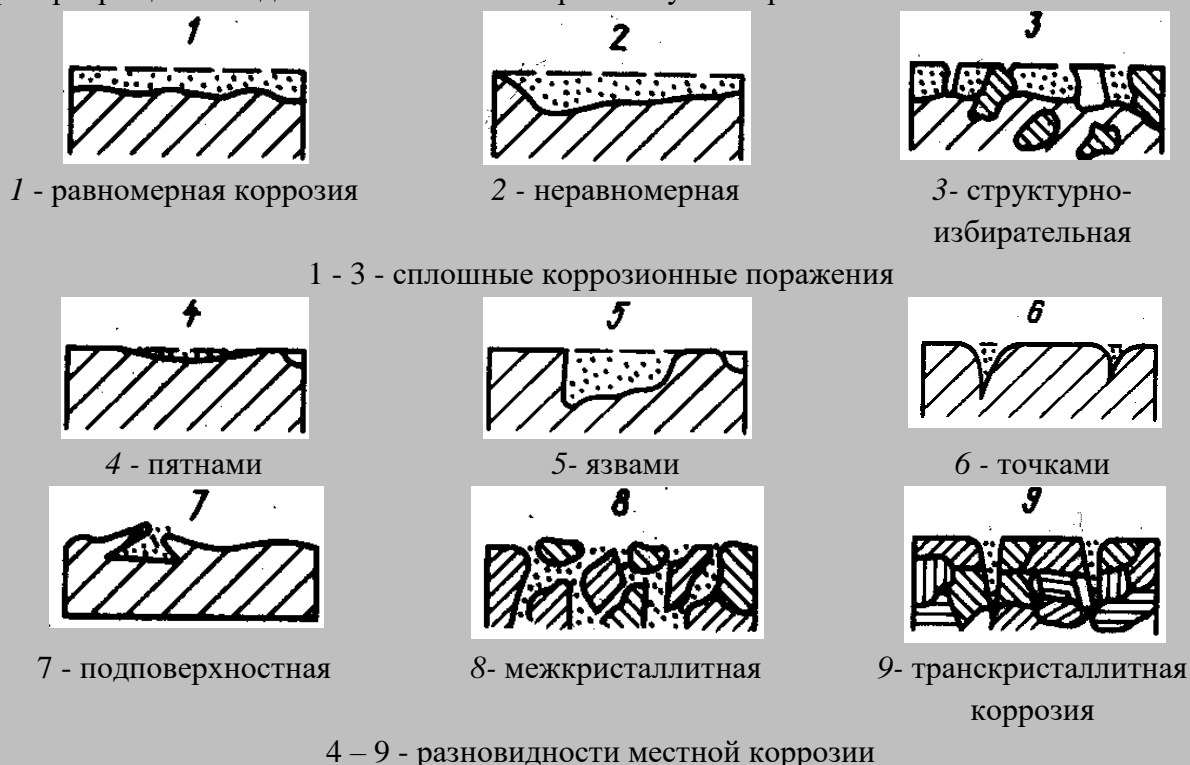 1 2 3
1 - равномерная коррозия 2 - неравномерная 3- структурно-
избирательная
1 - 3 - сплошные коррозионные поражения
4 5 6
4 - пятнами 5- язвами 6 - точками
7 8 9
7 - подповерхностная 8- межкристаллитная 9- транскристаллитная
коррозия
4 – 9 - разновидности местной коррозии